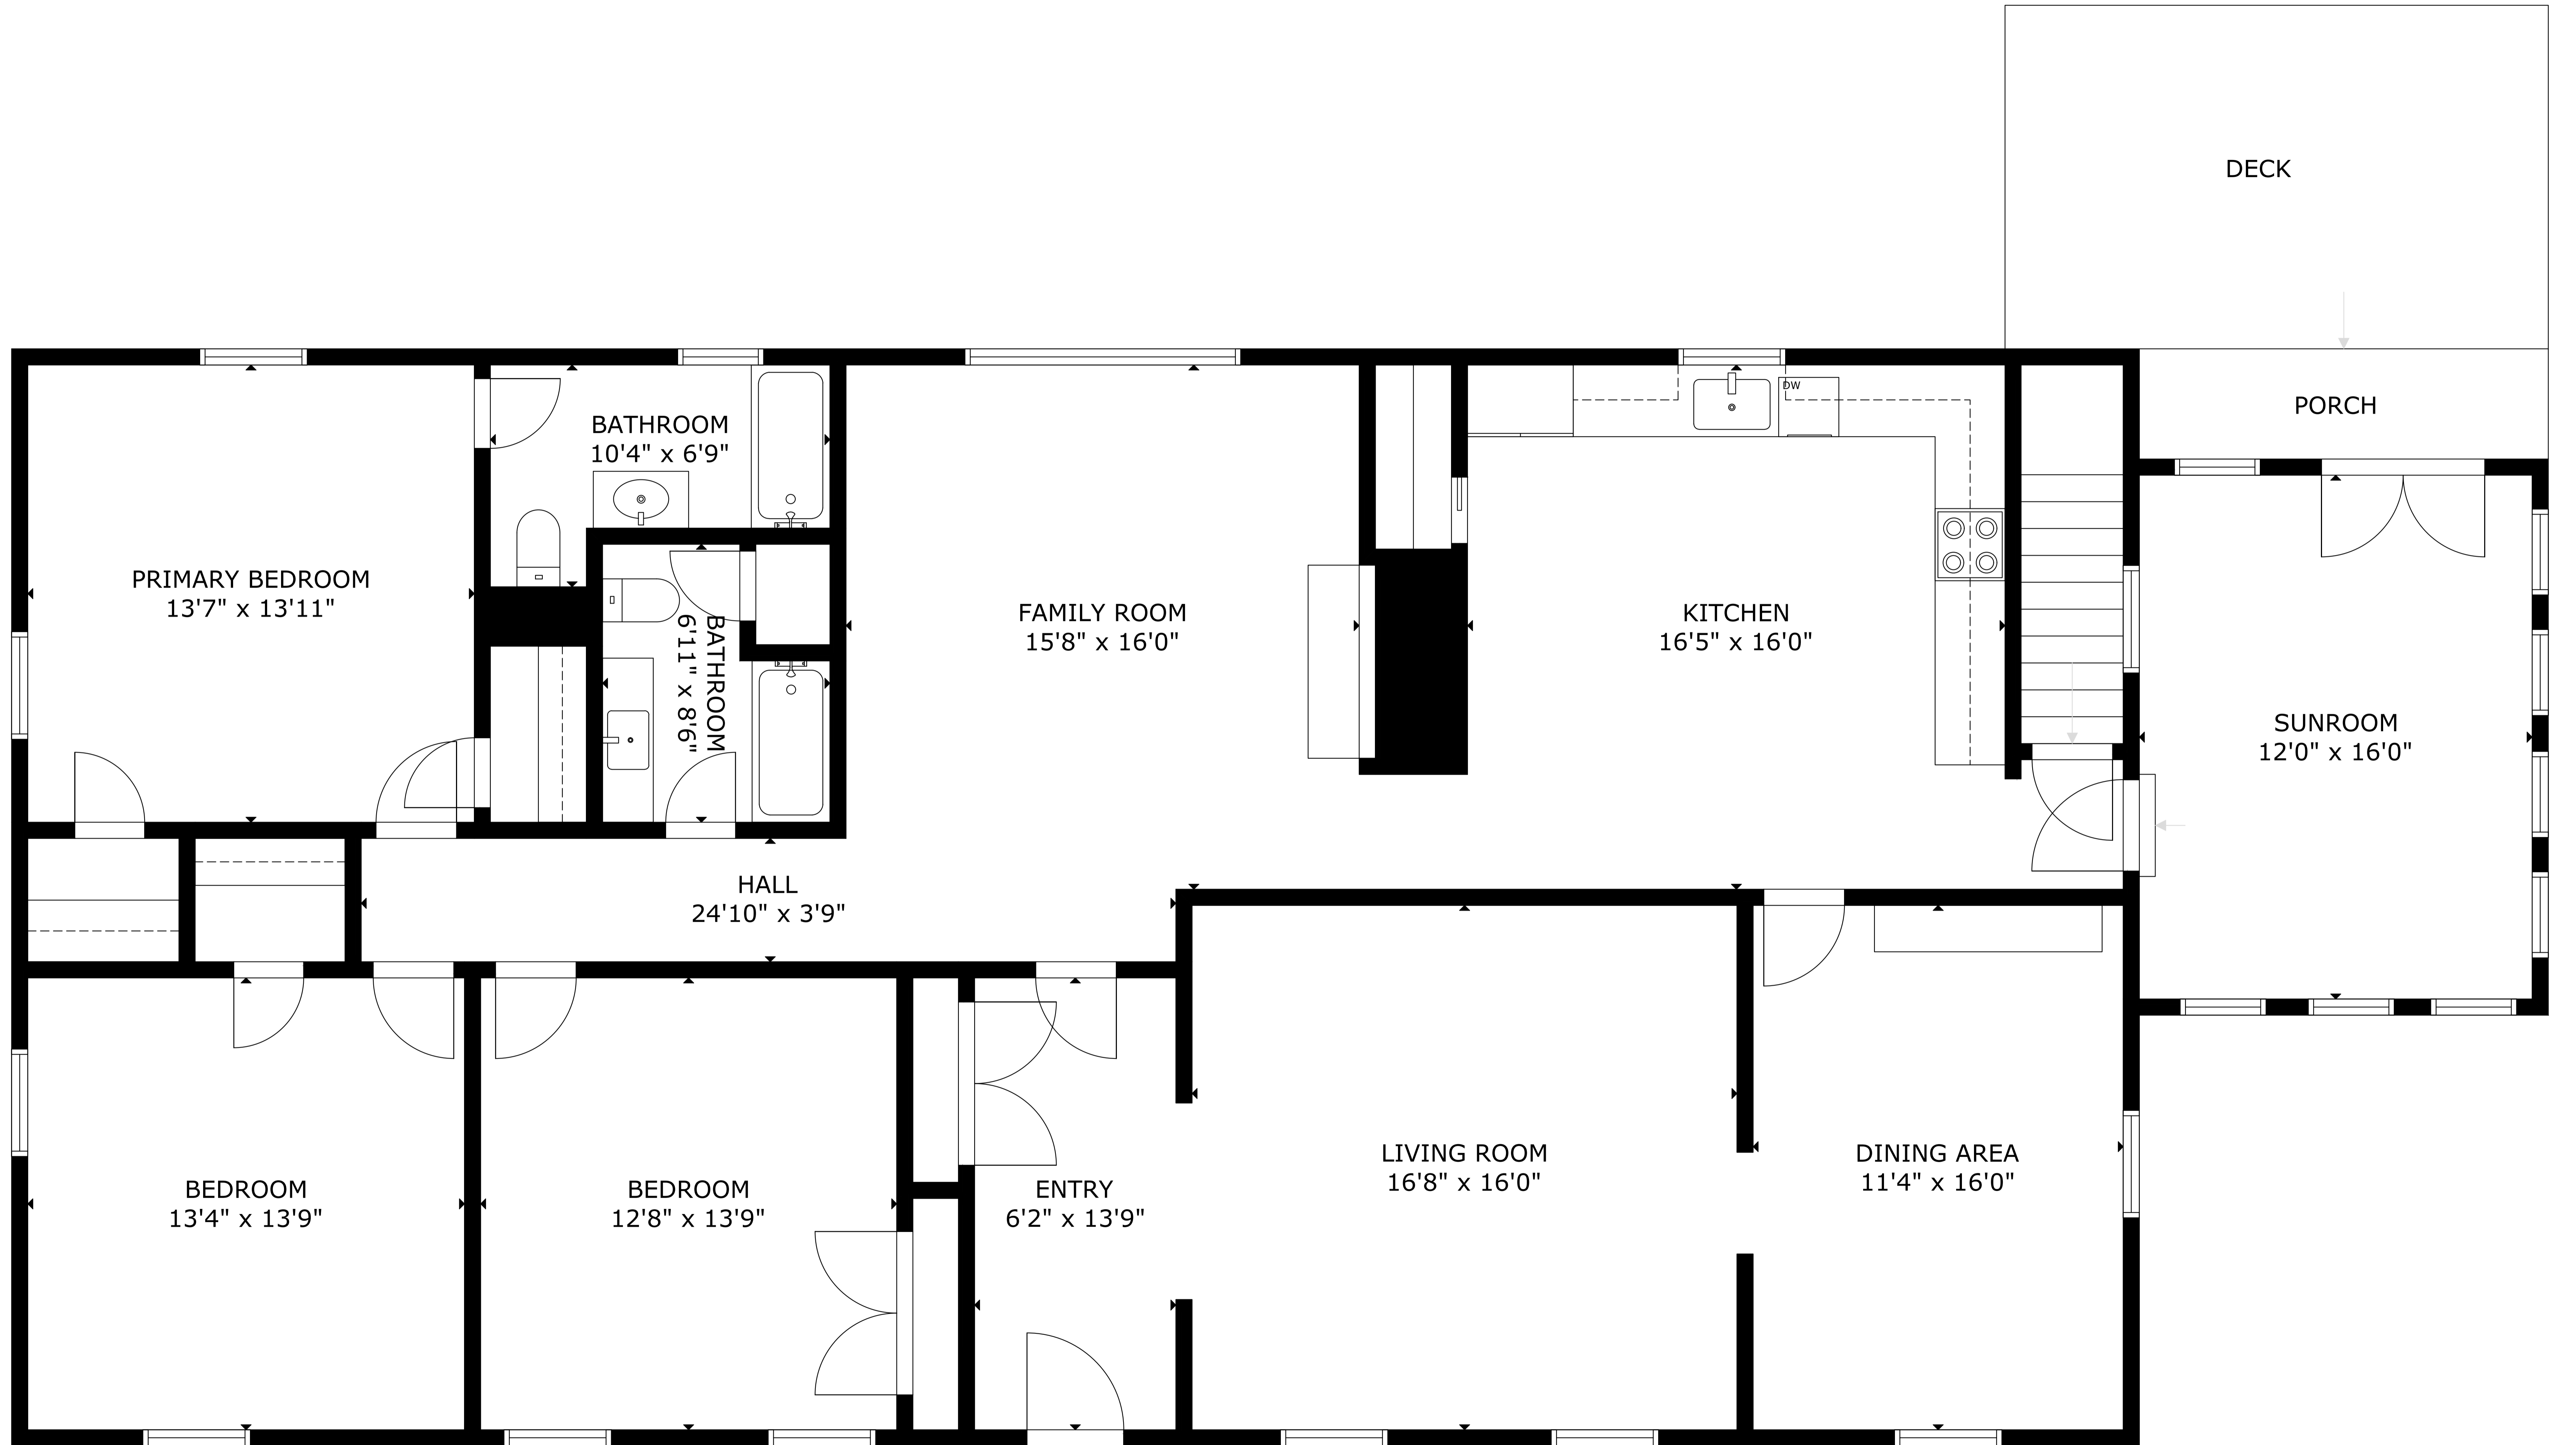 DECK
PORCH
BATHROOM
10'4" x 6'9"
DW
PRIMARY BEDROOM
13'7" x 13'11"
BATHROOM
6'11" x 8'6"
FAMILY ROOM
15'8" x 16'0"
KITCHEN
16'5" x 16'0"
SUNROOM
12'0" x 16'0"
HALL
24'10" x 3'9"
BEDROOM
13'4" x 13'9"
BEDROOM
12'8" x 13'9"
ENTRY
6'2" x 13'9"
LIVING ROOM
16'8" x 16'0"
DINING AREA
11'4" x 16'0"